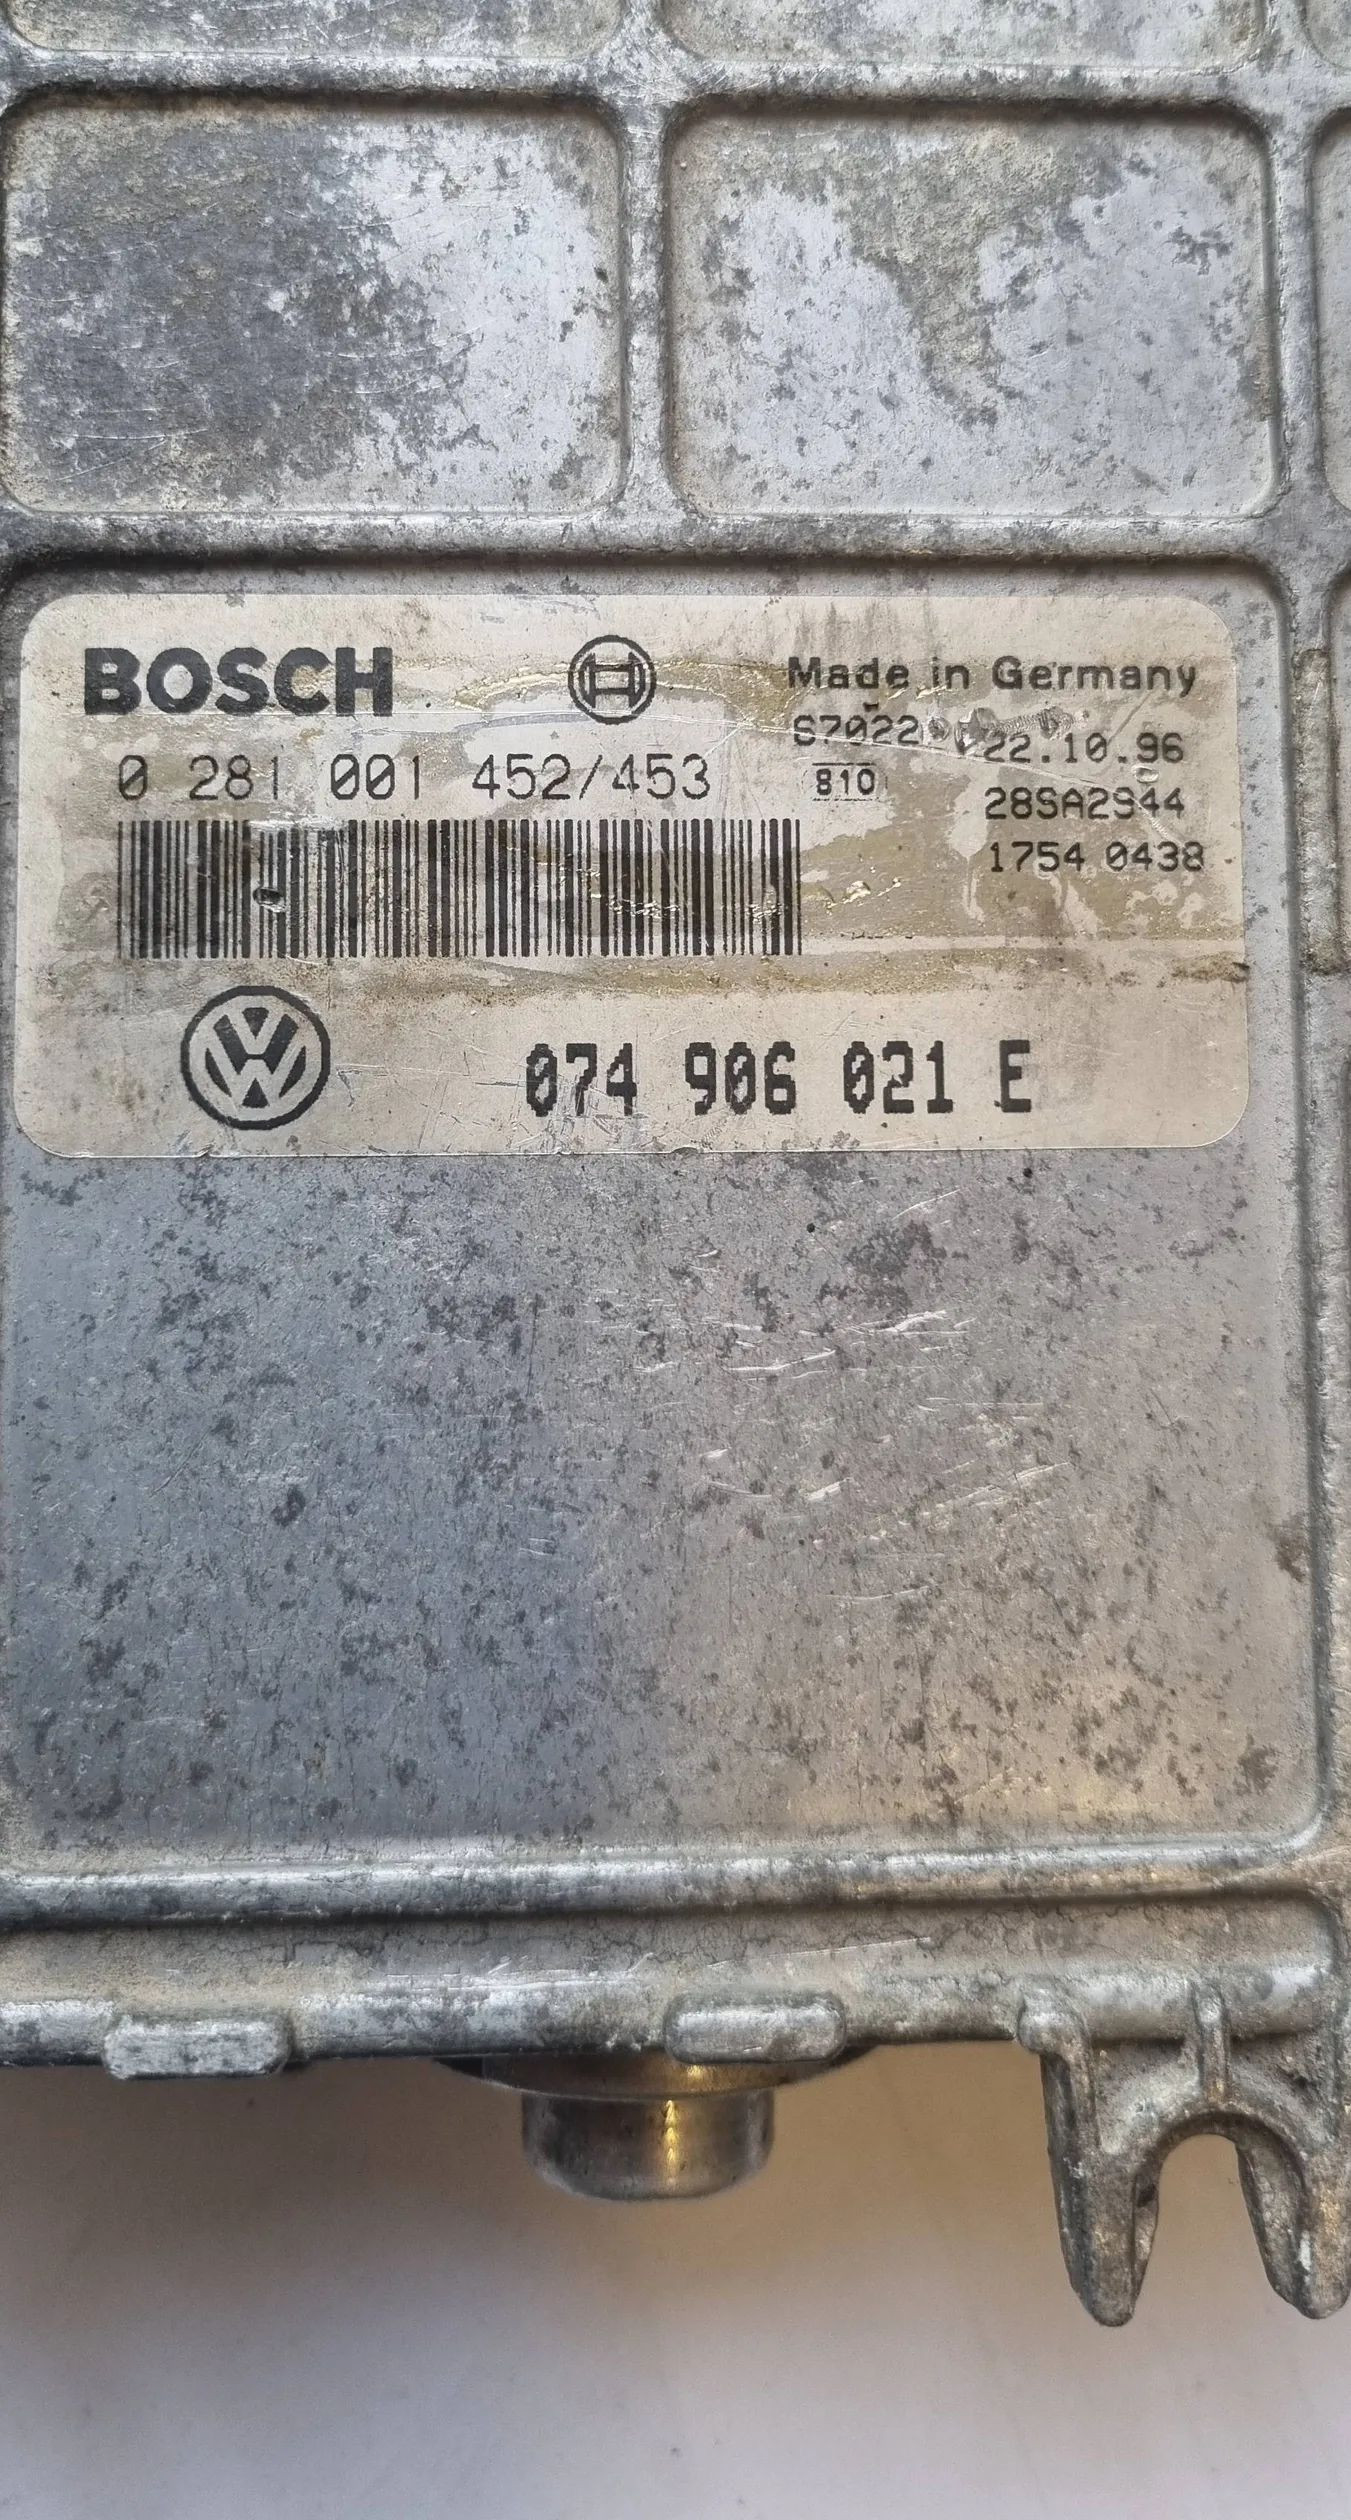 BOSCH
Made in Germany
S7022 22.10.96
0 281 001 452/453
810
28SA2944
1754 0438
074 906 021 E